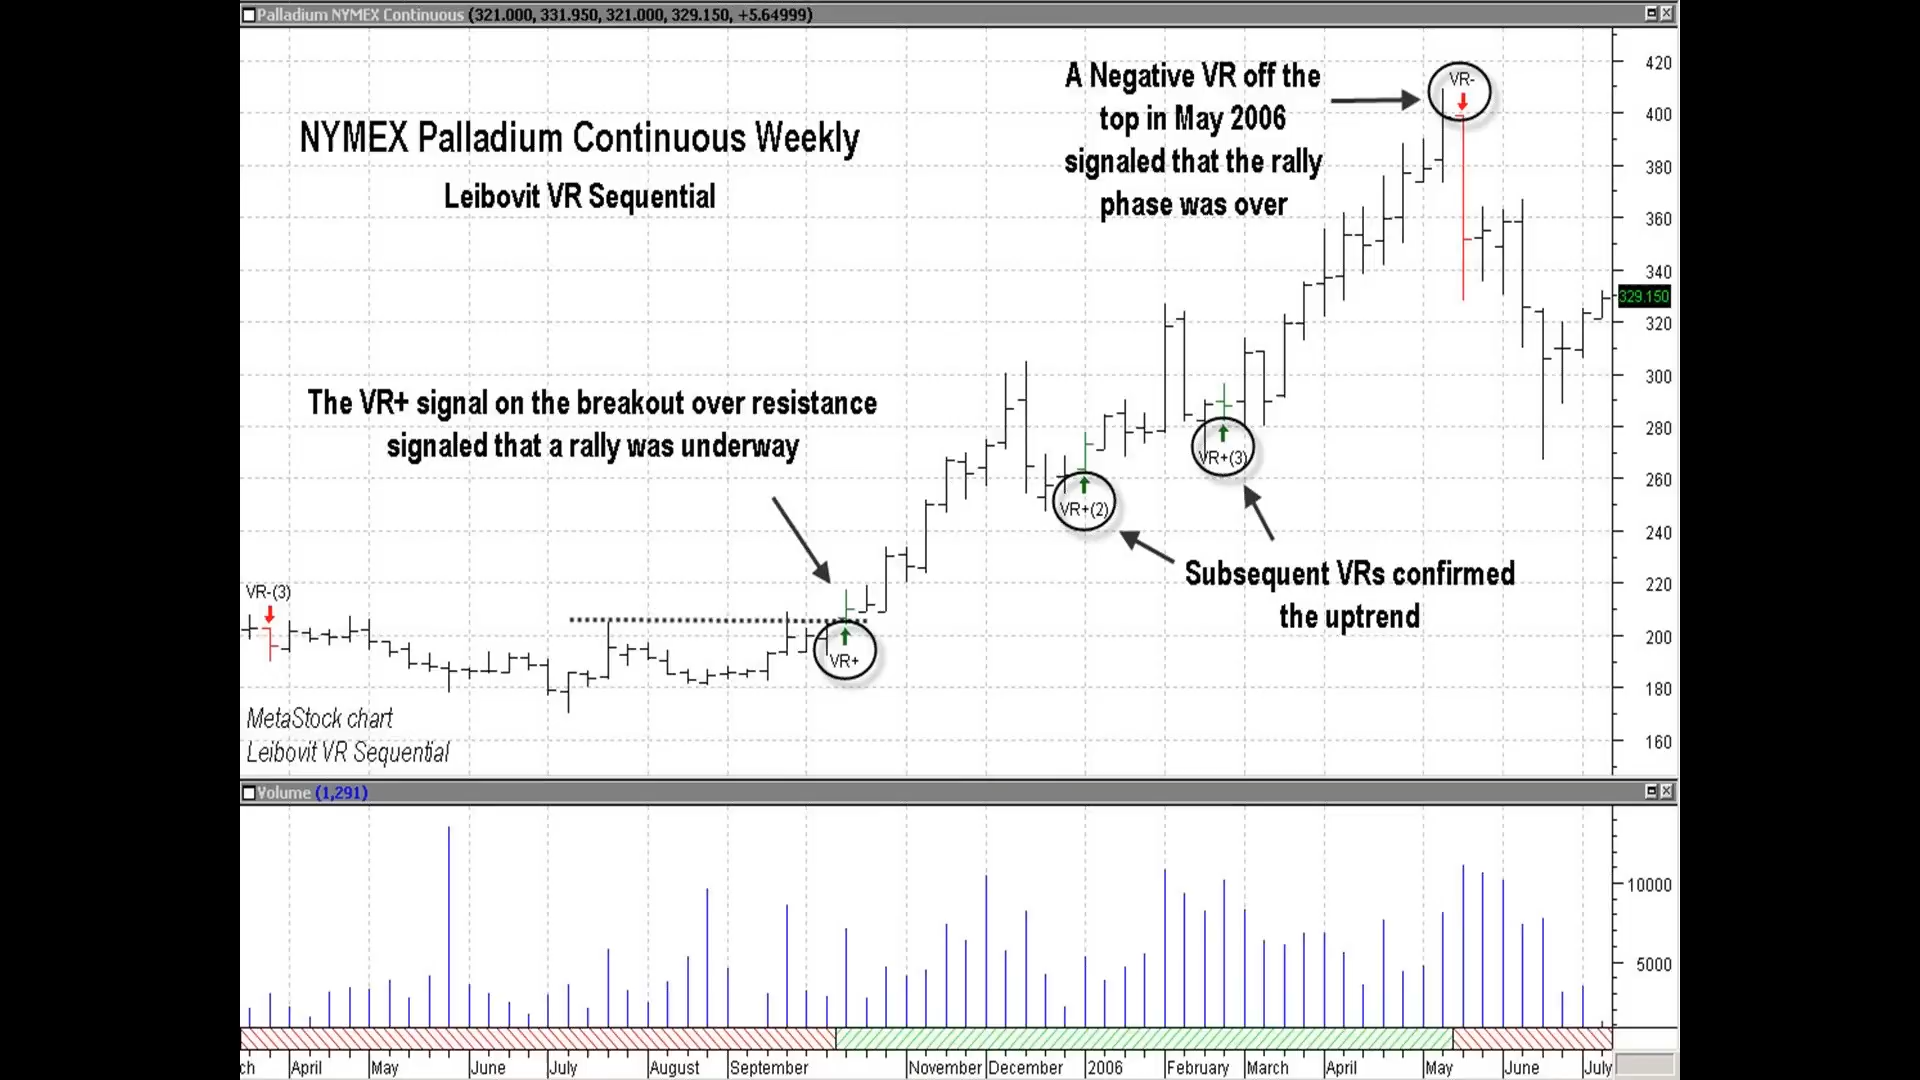 Palladium NYMEX Continuous (321.000, 331.950, 321.000, 329.150, +5.64999)
NYMEX Palladium Continuous Weekly
Leibovit VR Sequential
A Negative VR off the
top in May 2006
signaled that the rally
phase was over
VR-
The VR+ signal on the breakout over resistance
signaled that a rally was underway
VR-(3)
VR+
VR+(2)
VR+(3)
Subsequent VRs confirmed
the uptrend
MetaStock chart
Leibovit VR Sequential
420
400
380
360
340
329.150
320
300
280
260
240
220
200
180
160
Volume (1,291)
10000
5000
ch April May June July August September November December 2006 February March April May June July